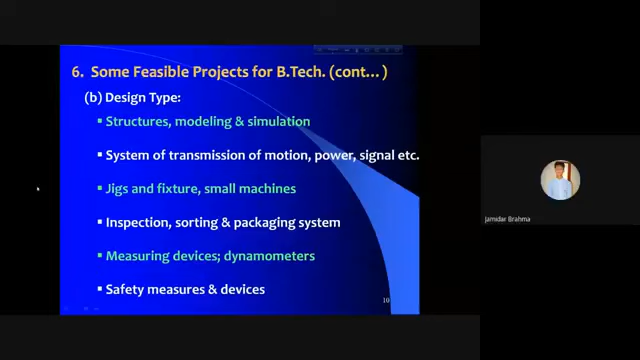 6. Some Feasible Projects for B.Tech. (cont...)
(b) Design Type:
▪ Structures, modeling & simulation
▪ System of transmission of motion, power, signal etc.
▪ Jigs and fixture, small machines
▪ Inspection, sorting & packaging system
▪ Measuring devices; dynamometers
▪ Safety measures & devices
10
Jamidar Brahma